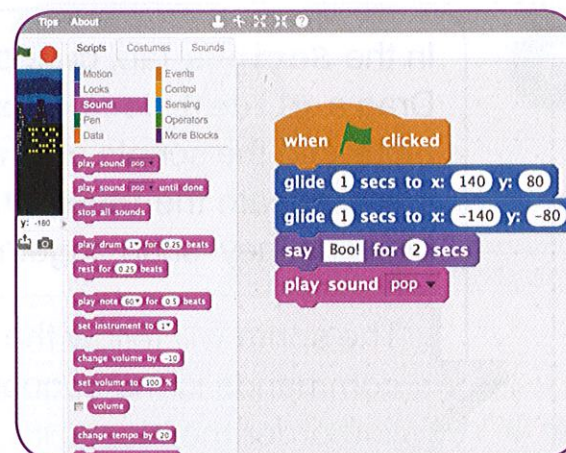 Tips About
Scripts Costumes Sounds
Motion Events
Looks Control
Sound Sensing
Pen Operators
Data More Blocks
play sound pop
play sound pop until done
stop all sounds
play drum 1 for 0.25 beats
rest for 0.25 beats
play note 60 for 0.5 beats
set instrument to 1
change volume by -10
set volume to 100 %
volume
change tempo by 20
y: -180
when clicked
glide 1 secs to x: 140 y: 80
glide 1 secs to x: -140 y: -80
say Boo! for 2 secs
play sound pop